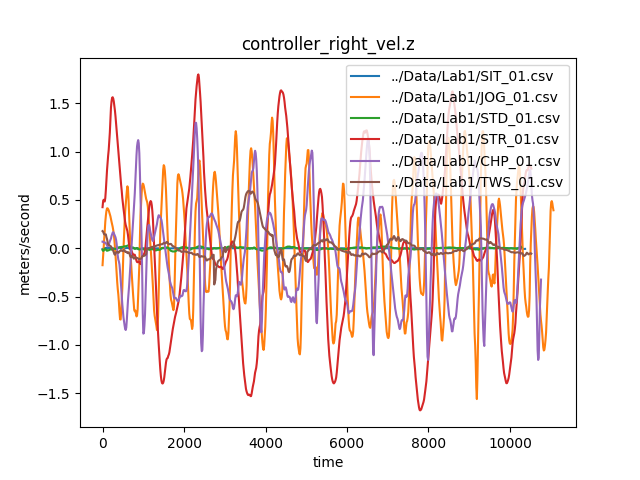 controller_right_vel.z
../Data/Lab1/SIT_01.csv
../Data/Lab1/JOG_01.csv
../Data/Lab1/STD_01.csv
../Data/Lab1/STR_01.csv
../Data/Lab1/CHP_01.csv
../Data/Lab1/TWS_01.csv
meters/second
1.5
1.0
0.5
0.0
−0.5
−1.0
−1.5
0 2000 4000 6000 8000 10000
time